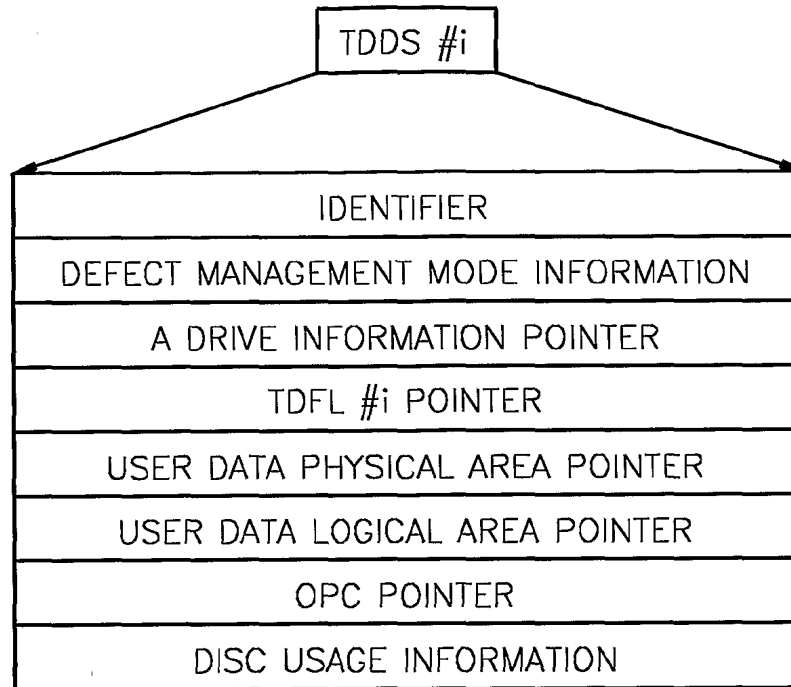 TDDS #i
IDENTIFIER
DEFECT MANAGEMENT MODE INFORMATION
A DRIVE INFORMATION POINTER
TDFL #i POINTER
USER DATA PHYSICAL AREA POINTER
USER DATA LOGICAL AREA POINTER
OPC POINTER
DISC USAGE INFORMATION